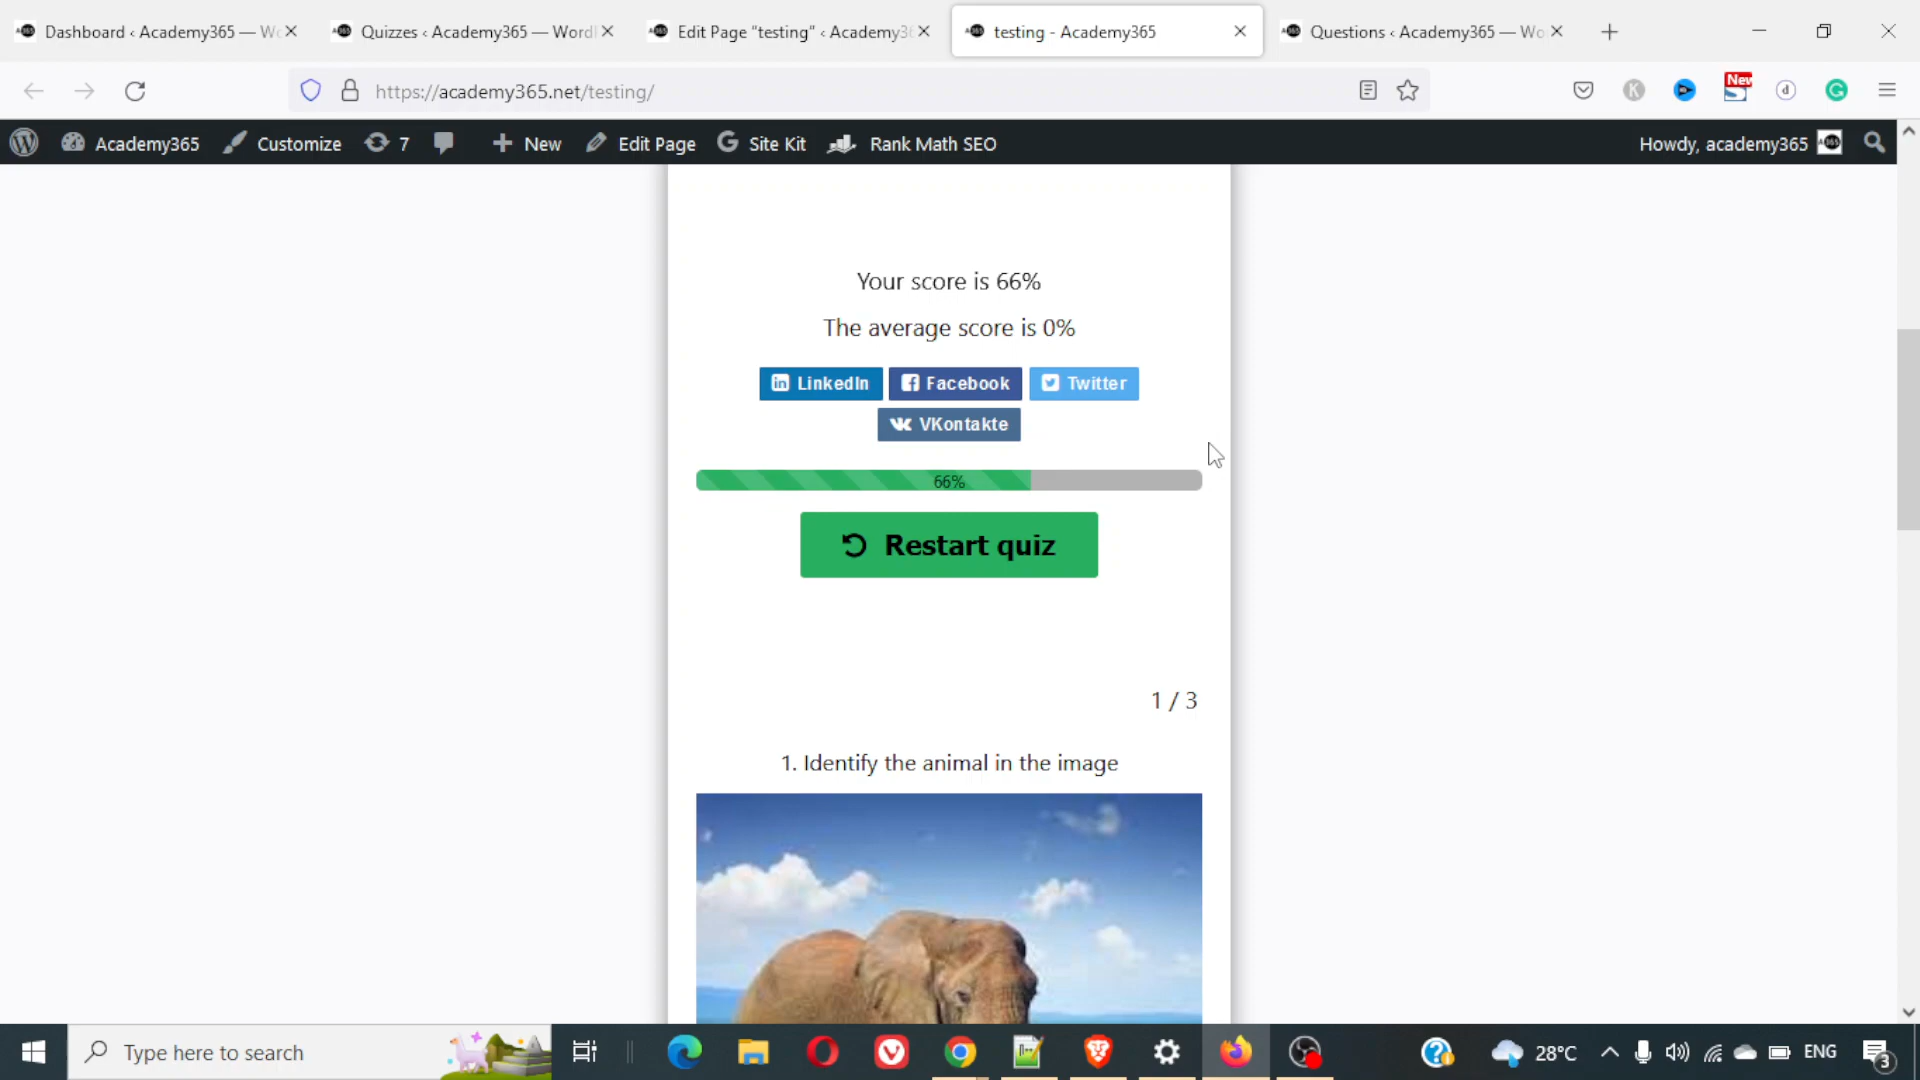 Dashboard ‹ Academy365 — Wo
Quizzes ‹ Academy365 — Word
Edit Page "testing" ‹ Academy36
testing - Academy365
Questions ‹ Academy365 — Wo
https://academy365.net/testing/
New
Academy365
Customize
7
New
Edit Page
Site Kit
Rank Math SEO
Howdy, academy365
Your score is 66%
The average score is 0%
LinkedIn
Facebook
Twitter
VKontakte
66%
Restart quiz
1 / 3
1. Identify the animal in the image
Type here to search
28°C
ENG
3